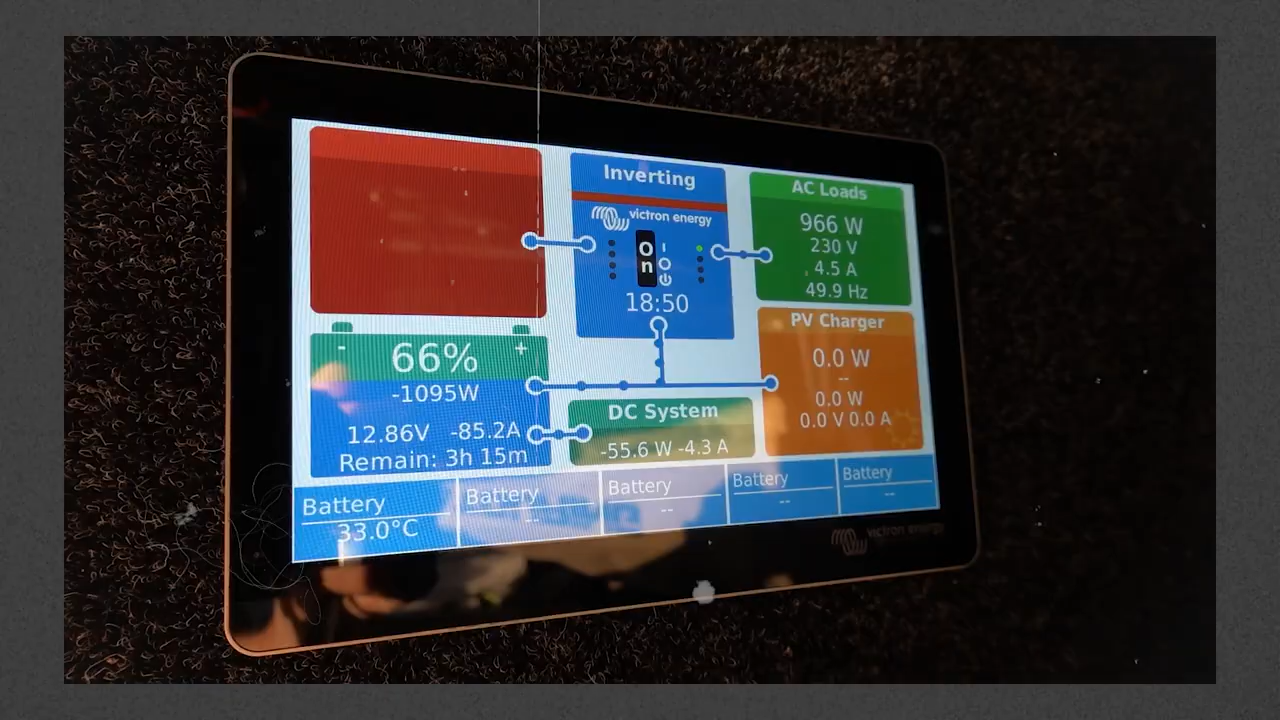 Inverting
victron energy
On
18:50
AC Loads
966 W
230 V
4.5 A
49.9 Hz
- 66% +
-1095W
12.86V -85.2A
Remain: 3h 15m
DC System
-55.6 W -4.3 A
PV Charger
0.0 W
--
0.0 W
0.0 V 0.0 A
Battery
33.0°C
Battery
--
Battery
--
Battery
--
Battery
--
victron energy